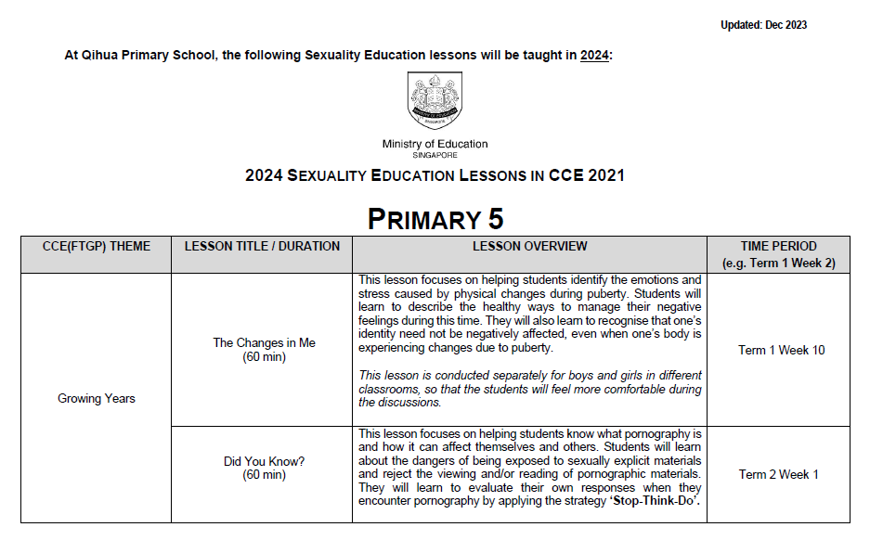 Updated: Dec 2023
At Qihua Primary School, the following Sexuality Education lessons will be taught in 2024:
Ministry of Education
SINGAPORE
2024 SEXUALITY EDUCATION LESSONS IN CCE 2021
PRIMARY 5
CCE(FTGP) THEME
LESSON TITLE / DURATION
LESSON OVERVIEW
TIME PERIOD
(e.g. Term 1 Week 2)
Growing Years
The Changes in Me
(60 min)
This lesson focuses on helping students identify the emotions and
stress caused by physical changes during puberty. Students will
learn to describe the healthy ways to manage their negative
feelings during this time. They will also learn to recognise that one's
identity need not be negatively affected, even when one's body is
experiencing changes due to puberty.
This lesson is conducted separately for boys and girls in different
classrooms, so that the students will feel more comfortable during
the discussions.
Term 1 Week 10
Did You Know?
(60 min)
This lesson focuses on helping students know what pornography is
and how it can affect themselves and others. Students will learn
about the dangers of being exposed to sexually explicit materials
and reject the viewing and/or reading of pornographic materials.
They will learn to evaluate their own responses when they
encounter pornography by applying the strategy 'Stop-Think-Do'.
Term 2 Week 1